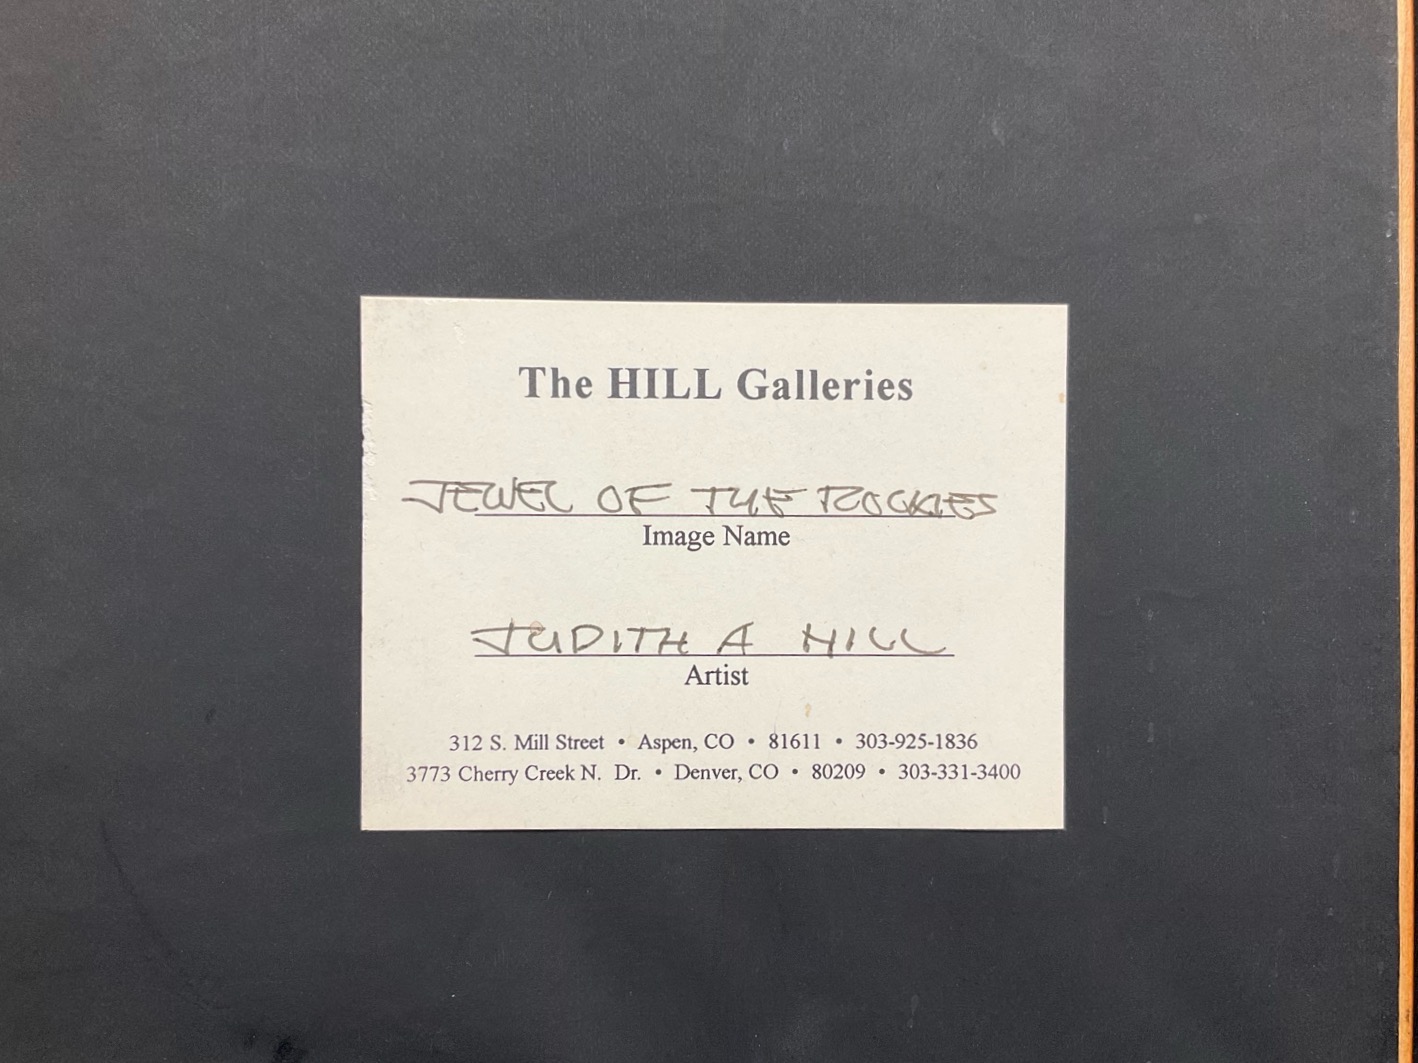 The HILL Galleries
JEWEL OF THE ROCKIES
Image Name
JUDITH A HILL
Artist
312 S. Mill Street • Aspen, CO • 81611 • 303-925-1836
3773 Cherry Creek N. Dr. • Denver, CO • 80209 • 303-331-3400